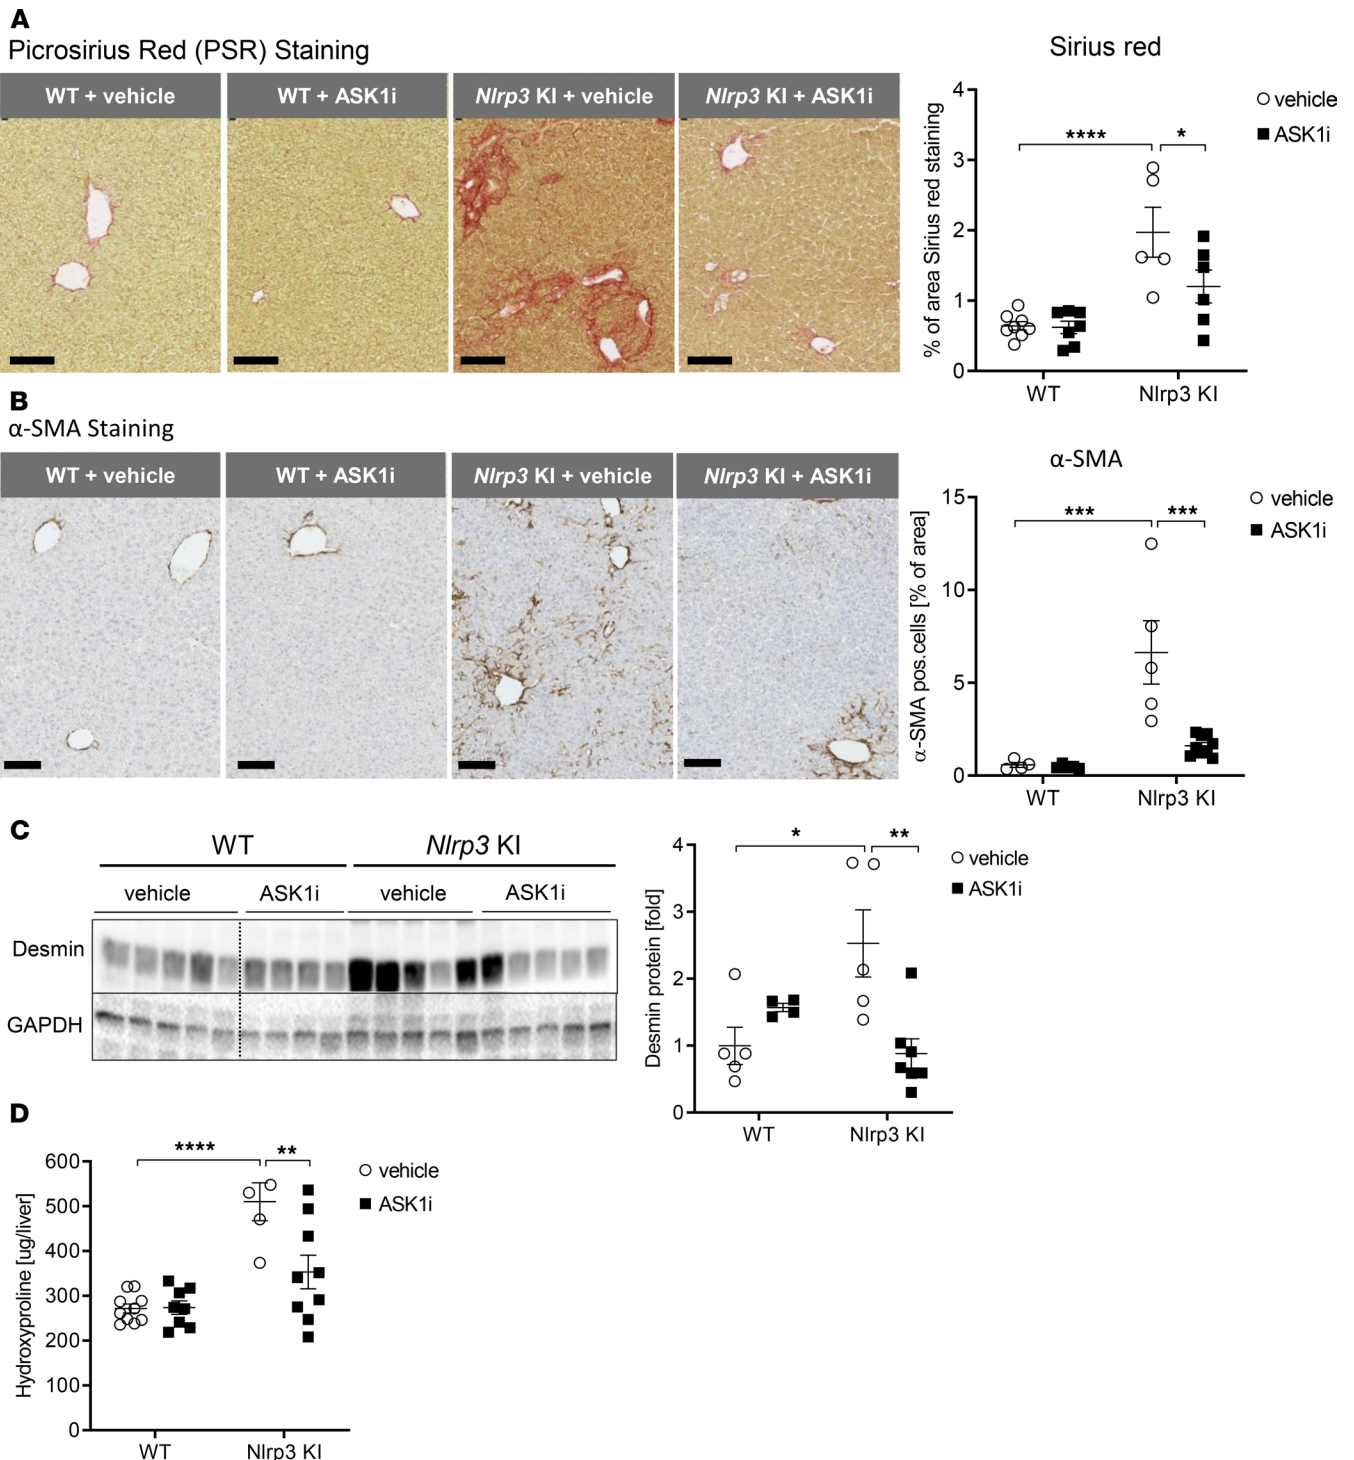 A
Picrosirius Red (PSR) Staining
WT + vehicle
WT + ASK1i
Nlrp3 KI + vehicle
Nlrp3 KI + ASK1i
Sirius red
% of area Sirius red staining
4
3
2
1
0
**** *
vehicle
ASK1i
WT
Nlrp3 KI
B
α-SMA Staining
WT + vehicle
WT + ASK1i
Nlrp3 KI + vehicle
Nlrp3 KI + ASK1i
α-SMA
α-SMA pos.cells [% of area]
15
10
5
0
*** ***
vehicle
ASK1i
WT
Nlrp3 KI
C
WT
Nlrp3 KI
vehicle
ASK1i
vehicle
ASK1i
Desmin
GAPDH
Desmin protein [fold]
4
3
2
1
0
* **
vehicle
ASK1i
WT
Nlrp3 KI
D
Hydroxyproline [ug/liver]
600
500
400
300
200
100
0
**** **
vehicle
ASK1i
WT
Nlrp3 KI